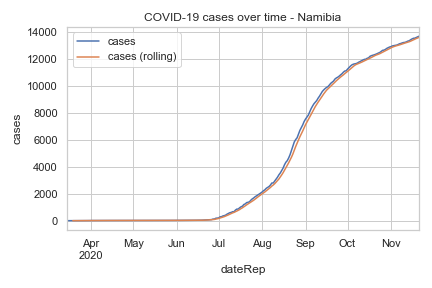 COVID-19 cases over time - Namibia
cases
cases (rolling)
14000
12000
10000
8000
6000
4000
2000
0
cases
Apr May Jun Jul Aug Sep Oct Nov
2020
dateRep